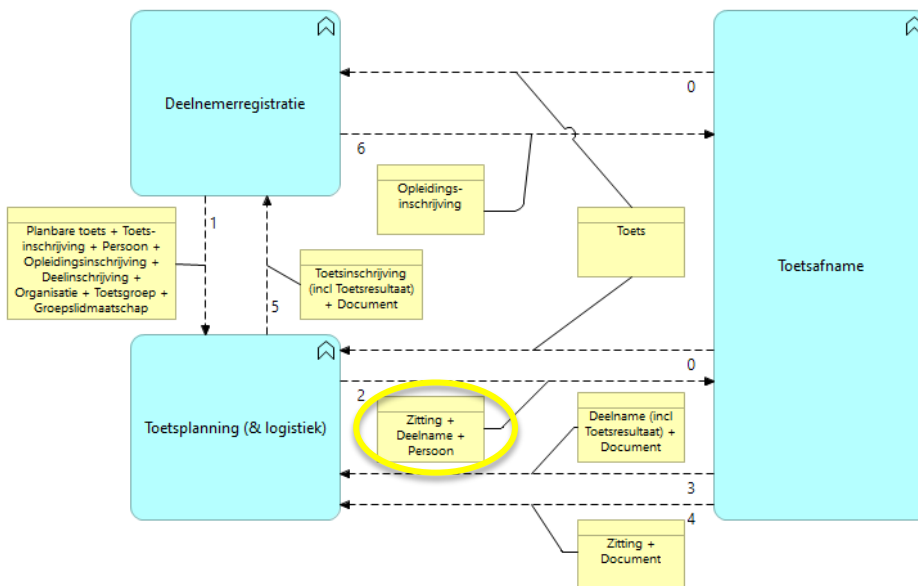 Deelnemerregistratie
0
6
Opleidings-
inschrijving
1
Planbare toets + Toets-
inschrijving + Persoon +
Opleidingsinschrijving +
Deelinschrijving +
Organisatie + Toetsgroep +
Groepslidmaatschap
Toetsinschrijving
(incl Toetsresultaat)
+ Document
5
Toets
Toetsafname
Toetsplanning (& logistiek)
0
2
Zitting +
Deelname +
Persoon
Deelname (incl
Toetsresultaat) +
Document
3
4
Zitting +
Document